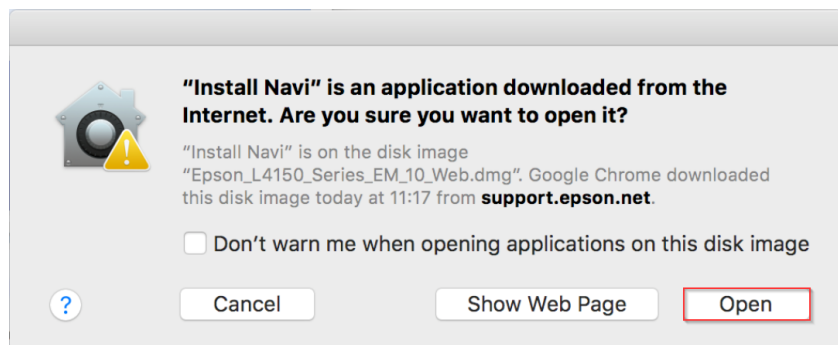 “Install Navi” is an application downloaded from the
Internet. Are you sure you want to open it?
“Install Navi” is on the disk image
“Epson_L4150_Series_EM_10_Web.dmg”. Google Chrome downloaded
this disk image today at 11:17 from support.epson.net.
Don’t warn me when opening applications on this disk image
?
Cancel
Show Web Page
Open